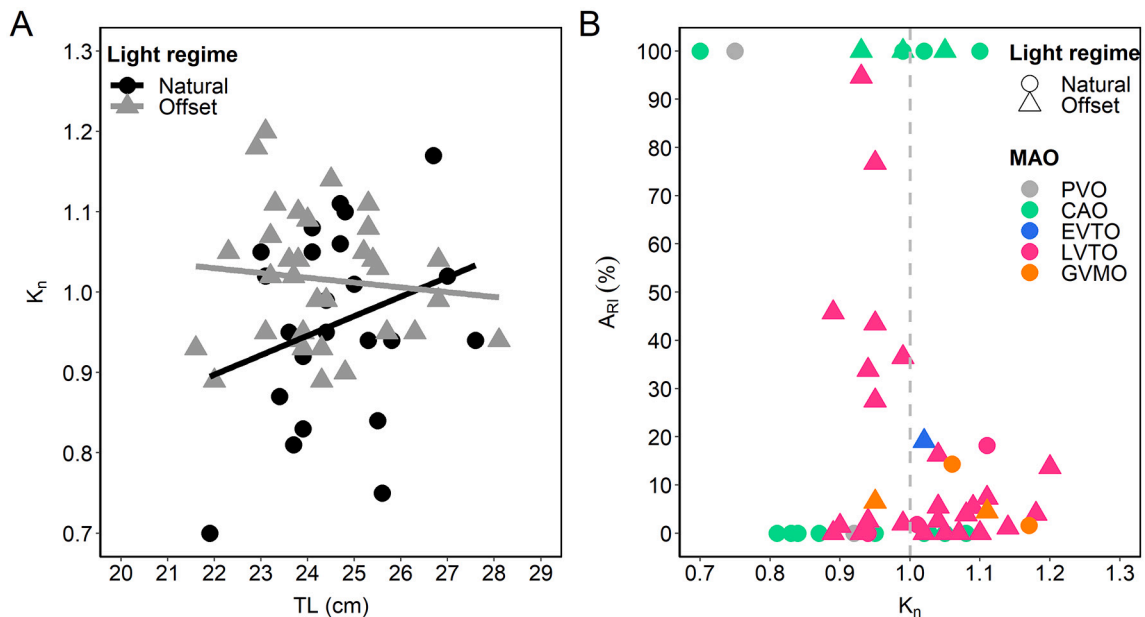 A
Kₙ
1.3
1.2
1.1
1.0
0.9
0.8
0.7
Light regime
Natural
Offset
20 21 22 23 24 25 26 27 28 29
TL (cm)
B
A_RI (%)
100
90
80
70
60
50
40
30
20
10
0
Light regime
Natural
Offset
MAO
PVO
CAO
EVTO
LVTO
GVMO
0.7 0.8 0.9 1.0 1.1 1.2 1.3
Kₙ